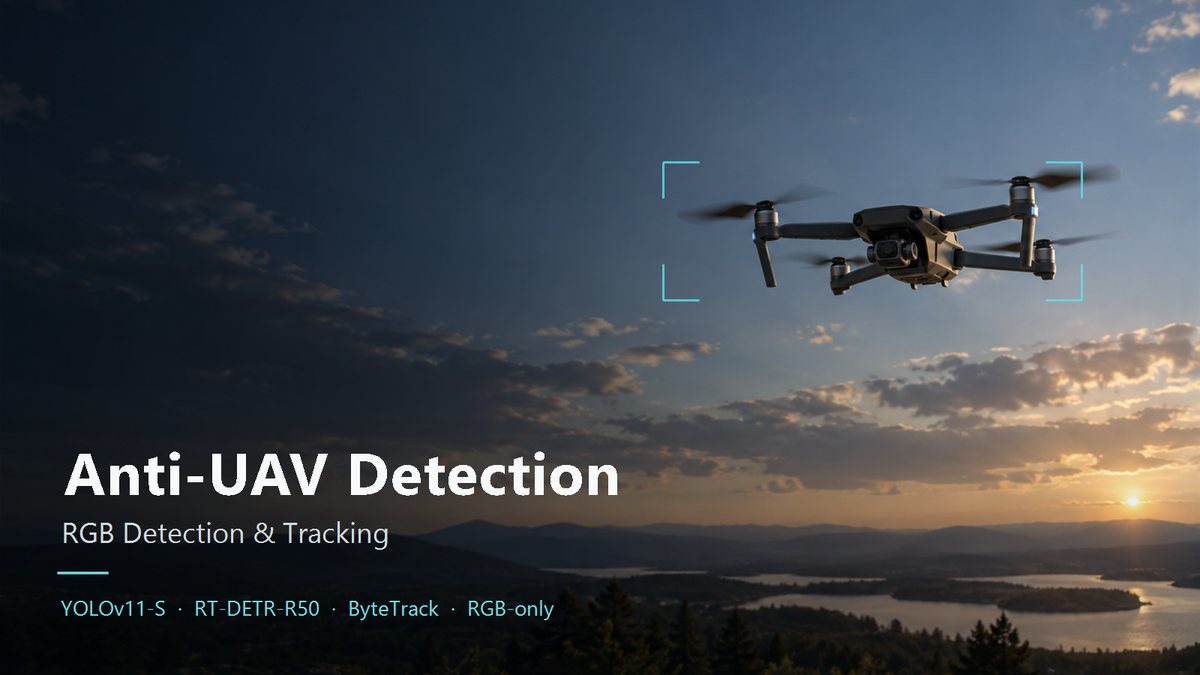 Anti-UAV Detection
RGB Detection & Tracking
YOLOv11-S · RT-DETR-R50 · ByteTrack · RGB-only